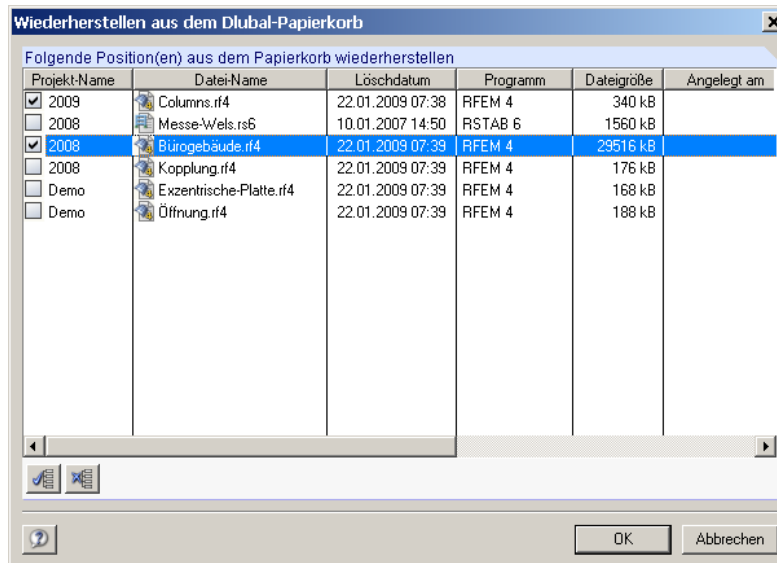 Wiederherstellen aus dem Dlubal-Papierkorb
Folgende Position(en) aus dem Papierkorb wiederherstellen
Projekt-Name Datei-Name Löschdatum Programm Dateigröße Angelegt am
2009 Columns.rf4 22.01.2009 07:38 RFEM 4 340 kB
2008 Messe-Wels.rs6 10.01.2007 14:50 RSTAB 6 1560 kB
2008 Bürogebäude.rf4 22.01.2009 07:39 RFEM 4 29516 kB
2008 Kopplung.rf4 22.01.2009 07:39 RFEM 4 176 kB
Demo Exzentrische-Platte.rf4 22.01.2009 07:39 RFEM 4 168 kB
Demo Öffnung.rf4 22.01.2009 07:39 RFEM 4 188 kB
OK Abbrechen